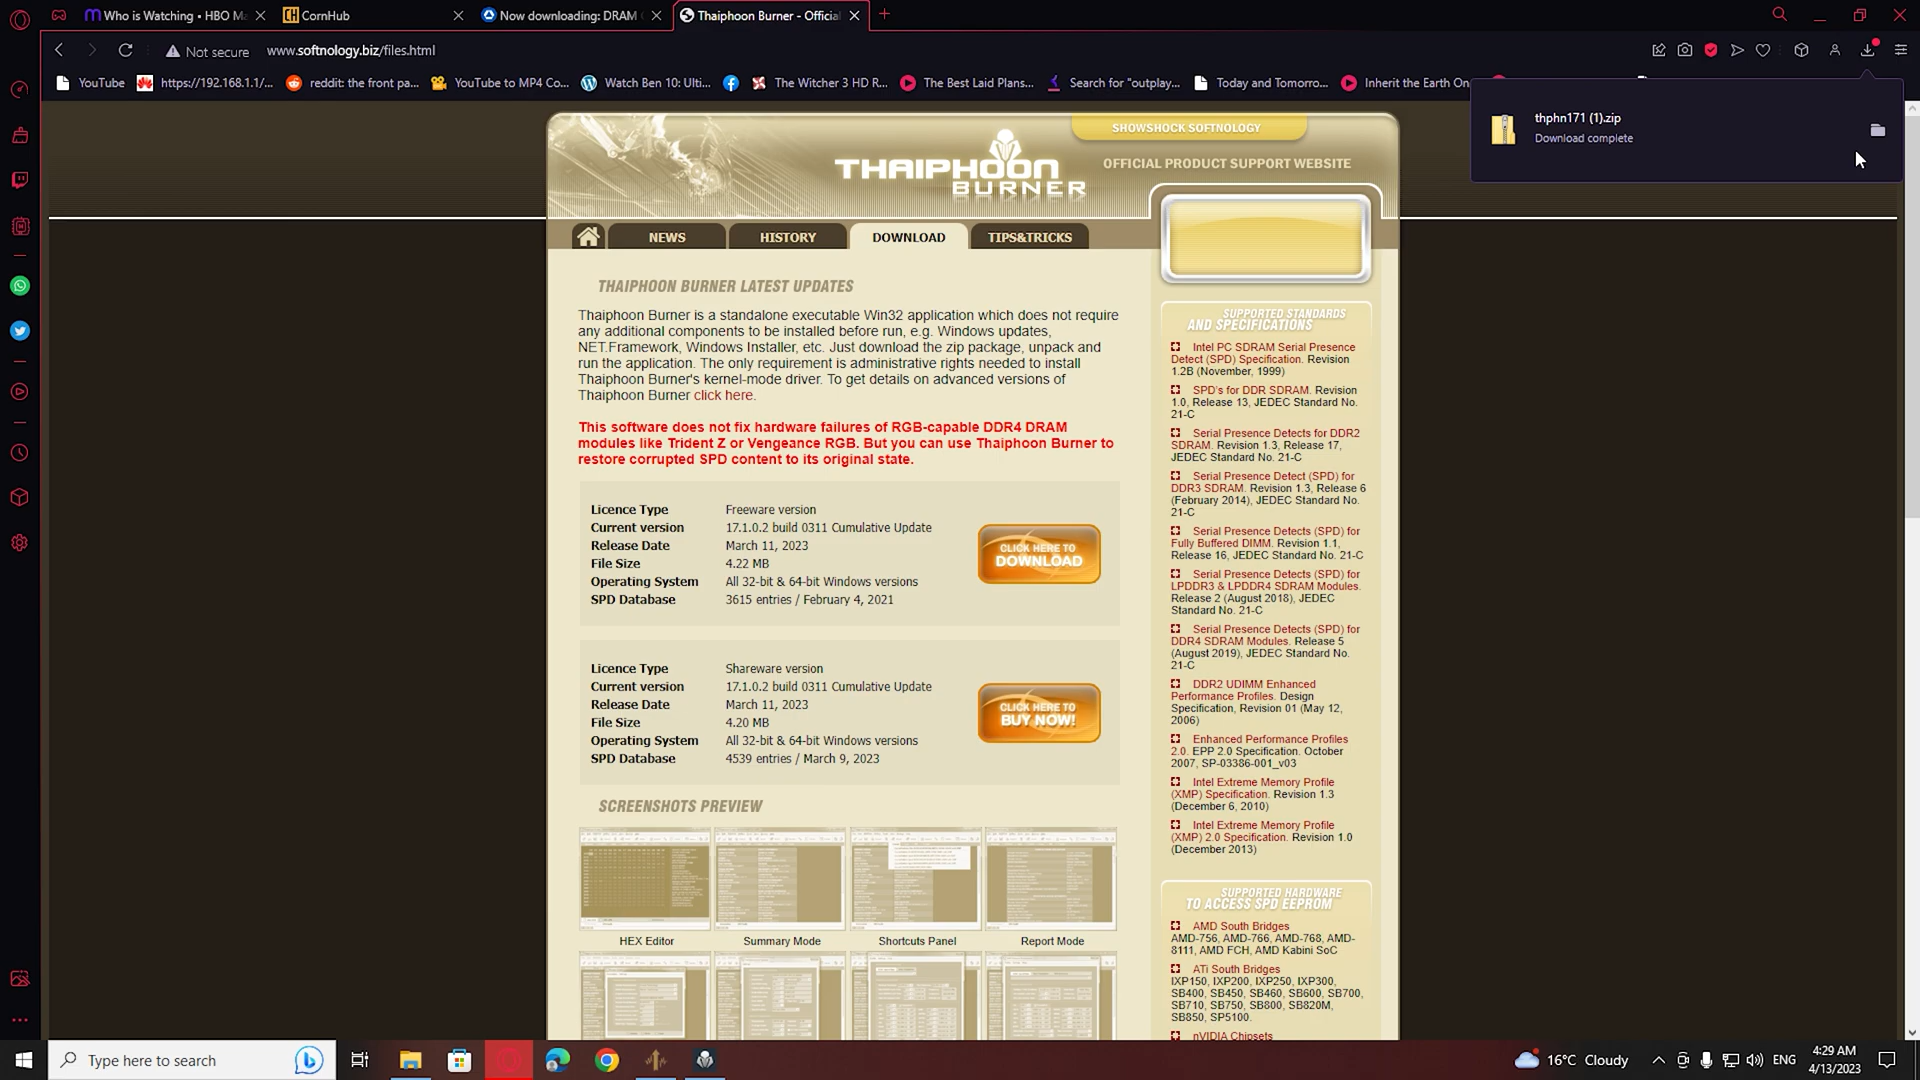 Who is Watching • HBO Ma
CornHub
Now downloading: DRAM
Thaiphoon Burner - Official
Not secure
www.softnology.biz/files.html
YouTube
https://192.168.1.1/...
reddit: the front pa...
YouTube to MP4 Co...
Watch Ben 10: Ulti...
The Witcher 3 HD R...
The Best Laid Plans...
Search for "outplay...
Today and Tomorro...
Inherit the Earth On
thphn171 (1).zip
Download complete
SHOWSHOCK SOFTNOLOGY
THAIPHOON
BURNER
OFFICIAL PRODUCT SUPPORT WEBSITE
NEWS
HISTORY
DOWNLOAD
TIPS&TRICKS
THAIPHOON BURNER LATEST UPDATES
Thaiphoon Burner is a standalone executable Win32 application which does not require
any additional components to be installed before run, e.g. Windows updates,
NET.Framework, Windows Installer, etc. Just download the zip package, unpack and
run the application. The only requirement is administrative rights needed to install
Thaiphoon Burner's kernel-mode driver. To get details on advanced versions of
Thaiphoon Burner click here.
This software does not fix hardware failures of RGB-capable DDR4 DRAM
modules like Trident Z or Vengeance RGB. But you can use Thaiphoon Burner to
restore corrupted SPD content to its original state.
Licence Type Freeware version
Current version 17.1.0.2 build 0311 Cumulative Update
Release Date March 11, 2023
File Size 4.22 MB
Operating System All 32-bit & 64-bit Windows versions
SPD Database 3615 entries / February 4, 2021
CLICK HERE TO
DOWNLOAD
Licence Type Shareware version
Current version 17.1.0.2 build 0311 Cumulative Update
Release Date March 11, 2023
File Size 4.20 MB
Operating System All 32-bit & 64-bit Windows versions
SPD Database 4539 entries / March 9, 2023
CLICK HERE TO
BUY NOW!
SCREENSHOTS PREVIEW
HEX Editor
Summary Mode
Shortcuts Panel
Report Mode
SUPPORTED STANDARDS
AND SPECIFICATIONS
Intel PC SDRAM Serial Presence
Detect (SPD) Specification. Revision
1.2B (November, 1999)
SPD's for DDR SDRAM. Revision
1.0, Release 13, JEDEC Standard No.
21-C
Serial Presence Detects for DDR2
SDRAM. Revision 1.3, Release 17,
JEDEC Standard No. 21-C
Serial Presence Detect (SPD) for
DDR3 SDRAM. Revision 1.3, Release 6
(February 2014), JEDEC Standard No.
21-C
Serial Presence Detects (SPD) for
Fully Buffered DIMM. Revision 1.1,
Release 16, JEDEC Standard No. 21-C
Serial Presence Detects (SPD) for
LPDDR3 & LPDDR4 SDRAM Modules.
Release 2 (August 2018), JEDEC
Standard No. 21-C
Serial Presence Detects (SPD) for
DDR4 SDRAM Modules. Release 5
(August 2019), JEDEC Standard No.
21-C
DDR2 UDIMM Enhanced
Performance Profiles. Design
Specification, Revision 01 (May 12,
2006)
Enhanced Performance Profiles
2.0. EPP 2.0 Specification. October
2007, SP-03386-001_v03
Intel Extreme Memory Profile
(XMP) Specification. Revision 1.3
(December 6, 2010)
Intel Extreme Memory Profile
(XMP) 2.0 Specification. Revision 1.0
(December 2013)
SUPPORTED HARDWARE
TO ACCESS SPD EEPROM
AMD South Bridges
AMD-756, AMD-766, AMD-768, AMD-
8111, AMD FCH, AMD Kabini SoC
ATi South Bridges
IXP150, IXP200, IXP250, IXP300,
SB400, SB450, SB460, SB600, SB700,
SB710, SB750, SB800, SB820M,
SB850, SP5100.
nVIDIA Chipsets
Type here to search
16°C Cloudy
ENG
4:29 AM
4/13/2023